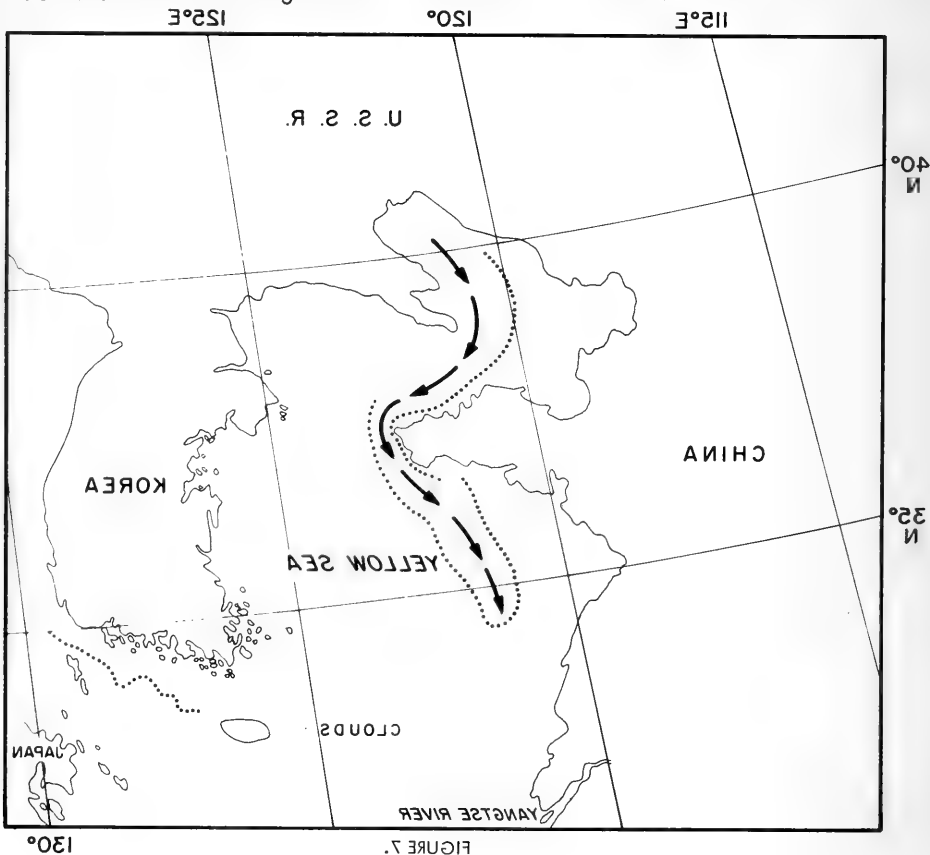 115°E
120°
125°E
U. S. S. R.
40°
N
CHINA
KOREA
35°
N
YELLOW SEA
CLOUDS
JAPAN
YANGTSE RIVER
130°
FIGURE 7.